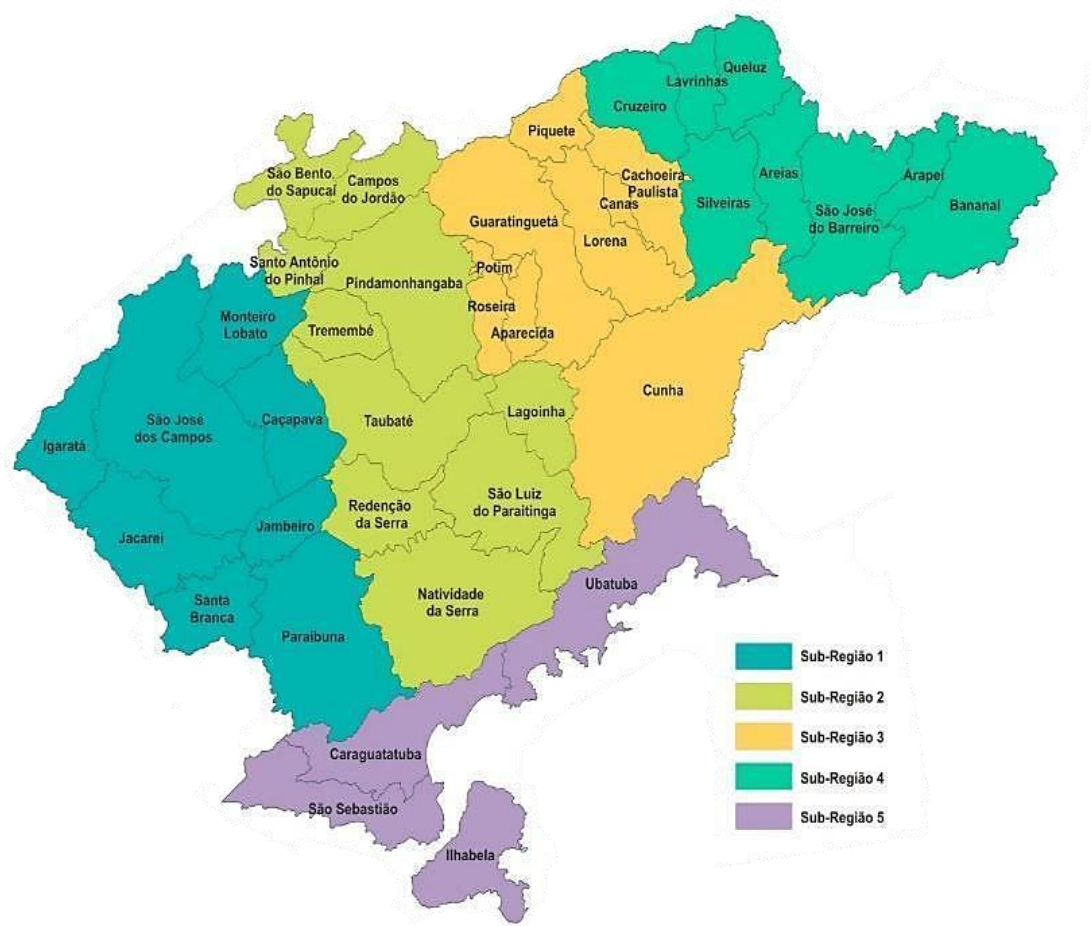 Queluz
Lavrinhas
Cruzeiro
Piquete
São Bento
do Sapucaí
Campos
do Jordão
Cachoeira
Paulista
Canas
Silveiras
Areias
Arapeí
Bananal
São José
do Barreiro
Guaratinguetá
Lorena
Santo Antônio
do Pinhal
Pindamonhangaba
Potim
Roseira
Aparecida
Monteiro
Lobato
Tremembé
Cunha
Lagoinha
São José
dos Campos
Caçapava
Taubaté
Igaratá
Redenção
da Serra
São Luiz
do Paraitinga
Jacareí
Jambeiro
Ubatuba
Natividade
da Serra
Santa
Branca
Paraibuna
Caraguatatuba
São Sebastião
Ilhabela
Sub-Região 1
Sub-Região 2
Sub-Região 3
Sub-Região 4
Sub-Região 5